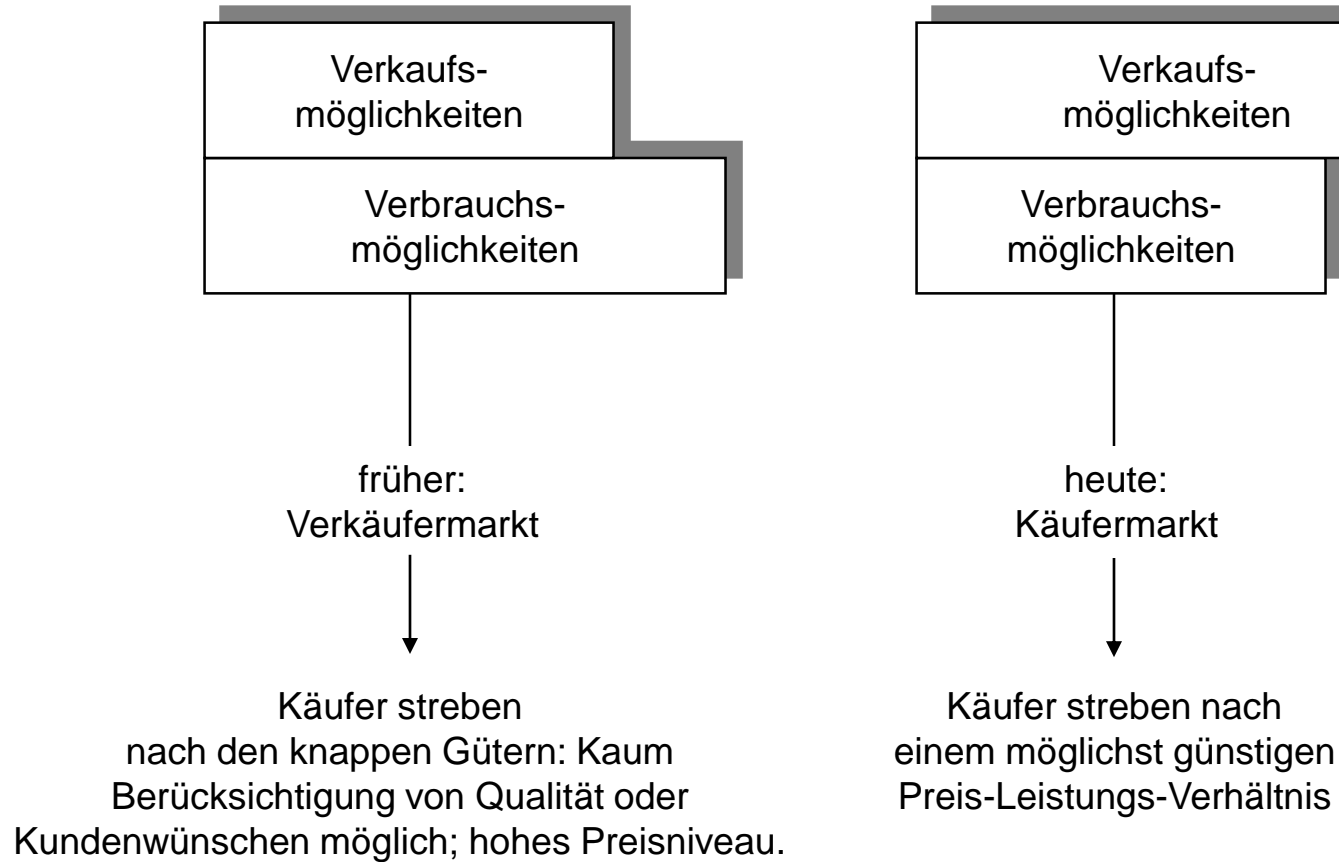 Verkaufs-
möglichkeiten
Verbrauchs-
möglichkeiten
früher:
Verkäufermarkt
Käufer streben
nach den knappen Gütern: Kaum
Berücksichtigung von Qualität oder
Kundenwünschen möglich; hohes Preisniveau.
Verkaufs-
möglichkeiten
Verbrauchs-
möglichkeiten
heute:
Käufermarkt
Käufer streben nach
einem möglichst günstigen
Preis-Leistungs-Verhältnis